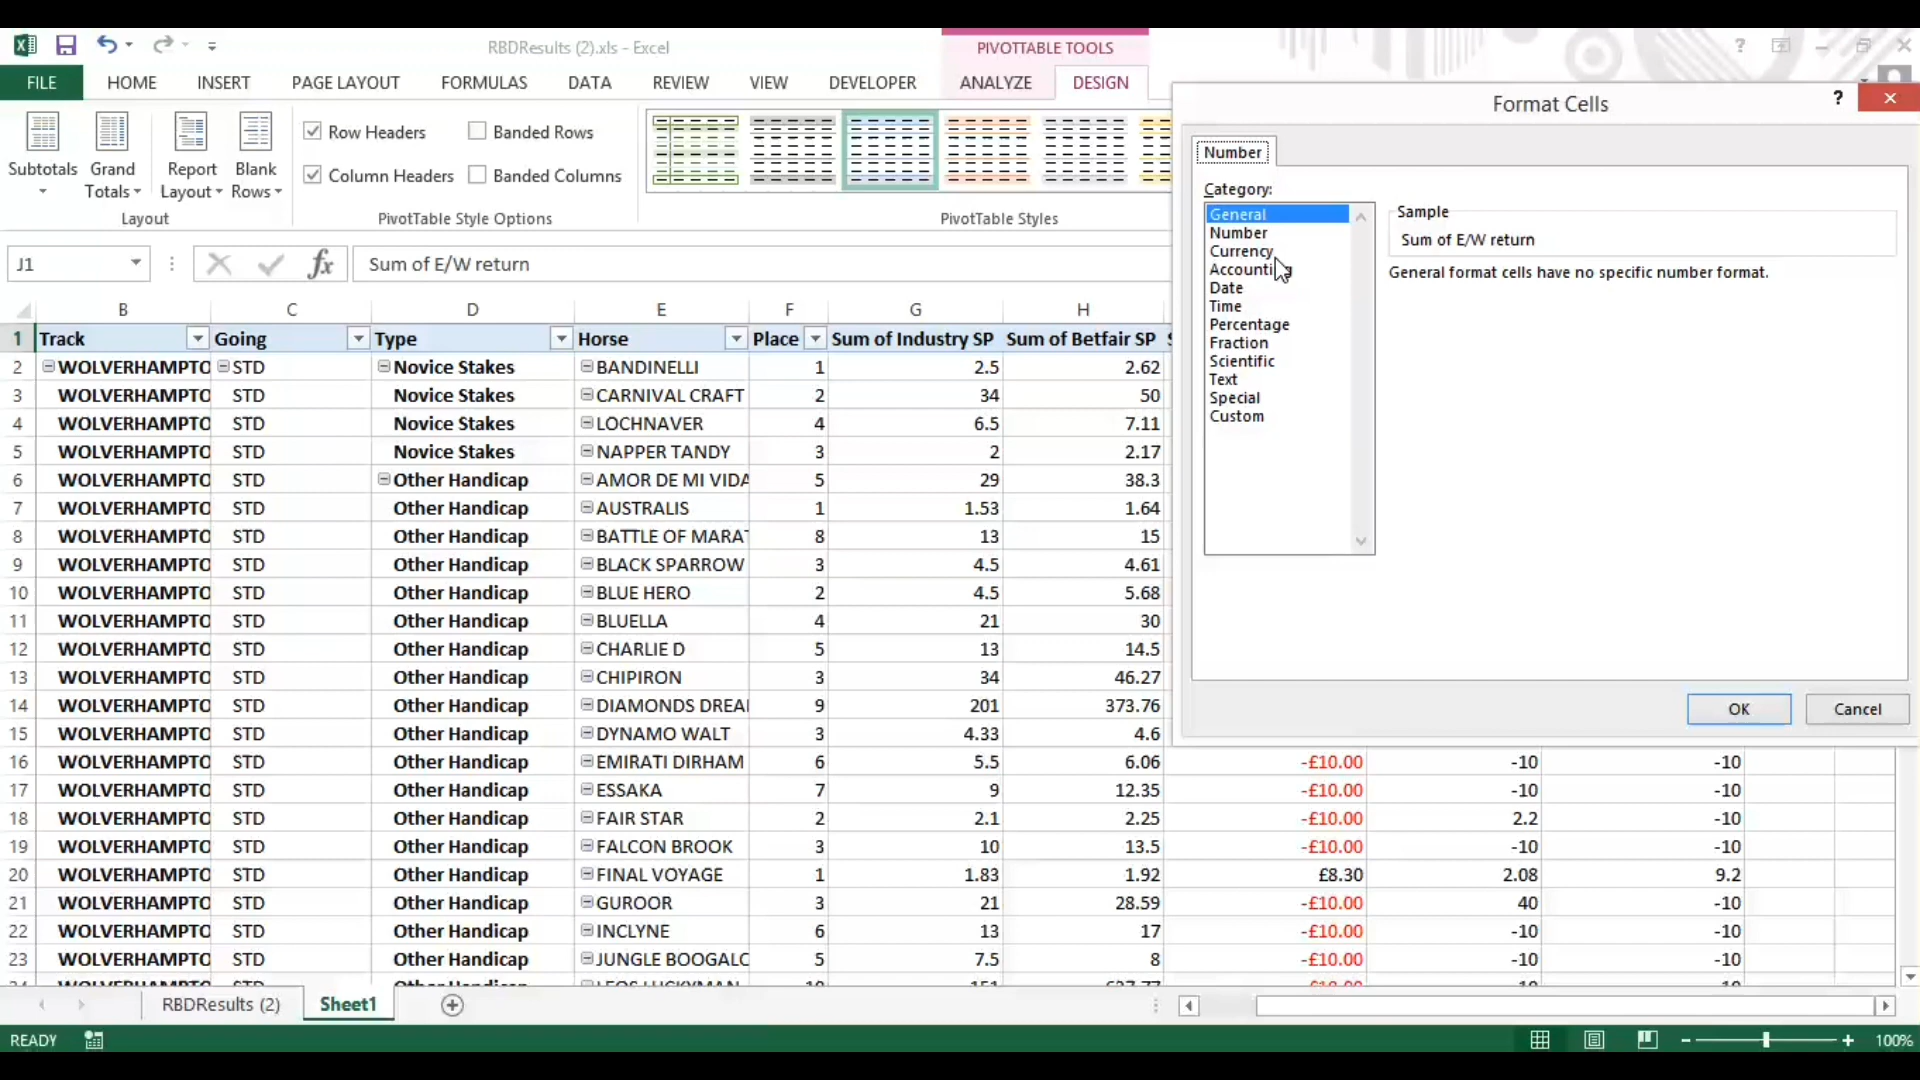 RBDResults (2).xls - Excel
PIVOTTABLE TOOLS
?
FILE HOME INSERT PAGE LAYOUT FORMULAS DATA REVIEW VIEW DEVELOPER ANALYZE DESIGN
Subtotals
Grand Totals
Report Layout
Blank Rows
Layout
Row Headers
Banded Rows
Column Headers
Banded Columns
PivotTable Style Options
PivotTable Styles
J1
fx
Sum of E/W return
B C D E F G H
1 Track Going Type Horse Place Sum of Industry SP Sum of Betfair SP
2 WOLVERHAMPTO STD Novice Stakes BANDINELLI 1 2.5 2.62
3 WOLVERHAMPTO STD Novice Stakes CARNIVAL CRAFT 2 34 50
4 WOLVERHAMPTO STD Novice Stakes LOCHNAVER 4 6.5 7.11
5 WOLVERHAMPTO STD Novice Stakes NAPPER TANDY 3 2 2.17
6 WOLVERHAMPTO STD Other Handicap AMOR DE MI VIDA 5 29 38.3
7 WOLVERHAMPTO STD Other Handicap AUSTRALIS 1 1.53 1.64
8 WOLVERHAMPTO STD Other Handicap BATTLE OF MARAT 8 13 15
9 WOLVERHAMPTO STD Other Handicap BLACK SPARROW 3 4.5 4.61
10 WOLVERHAMPTO STD Other Handicap BLUE HERO 2 4.5 5.68
11 WOLVERHAMPTO STD Other Handicap BLUELLA 4 21 30
12 WOLVERHAMPTO STD Other Handicap CHARLIE D 5 13 14.5
13 WOLVERHAMPTO STD Other Handicap CHIPIRON 3 34 46.27
14 WOLVERHAMPTO STD Other Handicap DIAMONDS DREA 9 201 373.76
15 WOLVERHAMPTO STD Other Handicap DYNAMO WALT 3 4.33 4.6
16 WOLVERHAMPTO STD Other Handicap EMIRATI DIRHAM 6 5.5 6.06 -£10.00 -10 -10
17 WOLVERHAMPTO STD Other Handicap ESSAKA 7 9 12.35 -£10.00 -10 -10
18 WOLVERHAMPTO STD Other Handicap FAIR STAR 2 2.1 2.25 -£10.00 2.2 -10
19 WOLVERHAMPTO STD Other Handicap FALCON BROOK 3 10 13.5 -£10.00 -10 -10
20 WOLVERHAMPTO STD Other Handicap FINAL VOYAGE 1 1.83 1.92 £8.30 2.08 9.2
21 WOLVERHAMPTO STD Other Handicap GUROOR 3 21 28.59 -£10.00 40 -10
22 WOLVERHAMPTO STD Other Handicap INCLYNE 6 13 17 -£10.00 -10 -10
23 WOLVERHAMPTO STD Other Handicap JUNGLE BOOGALO 5 7.5 8 -£10.00 -10 -10
Format Cells
?
Number
Category:
General
Number
Currency
Accounting
Date
Time
Percentage
Fraction
Scientific
Text
Special
Custom
Sample
Sum of E/W return
General format cells have no specific number format.
OK
Cancel
RBDResults (2) Sheet1
READY
100%